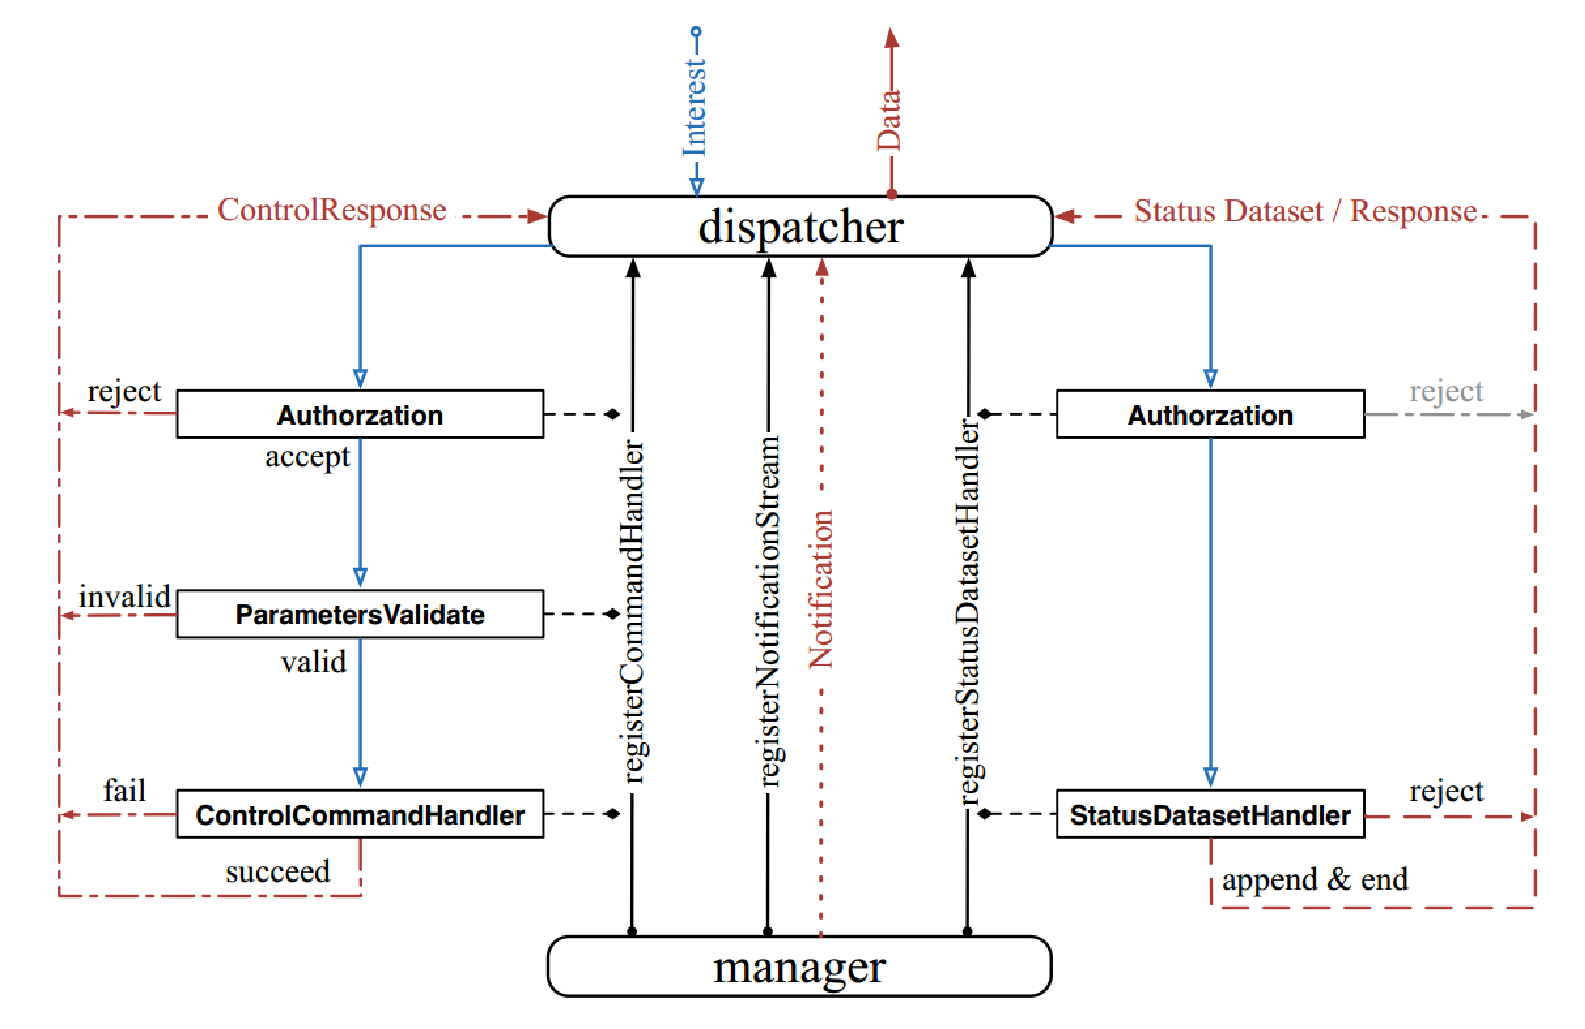 Interest
Data
ControlResponse
Status Dataset / Response
dispatcher
reject
Authorzation
accept
Authorzation
reject
registerCommandHandler
registerNotificationStream
Notification
registerStatusDatasetHandler
invalid
ParametersValidate
valid
fail
ControlCommandHandler
succeed
StatusDatasetHandler
reject
append & end
manager